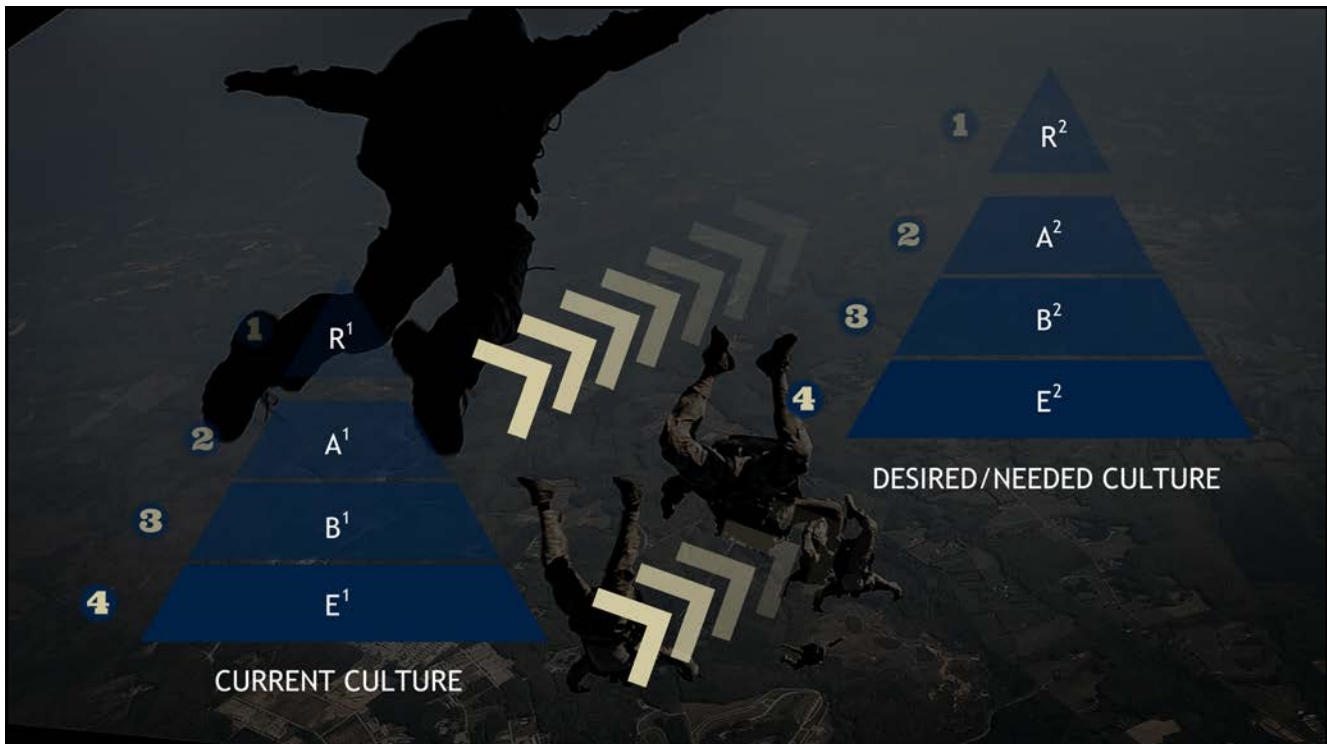 1
R²
2
A²
3
B²
4
E²
DESIRED/NEEDED CULTURE
1
R¹
2
A¹
3
B¹
4
E¹
CURRENT CULTURE